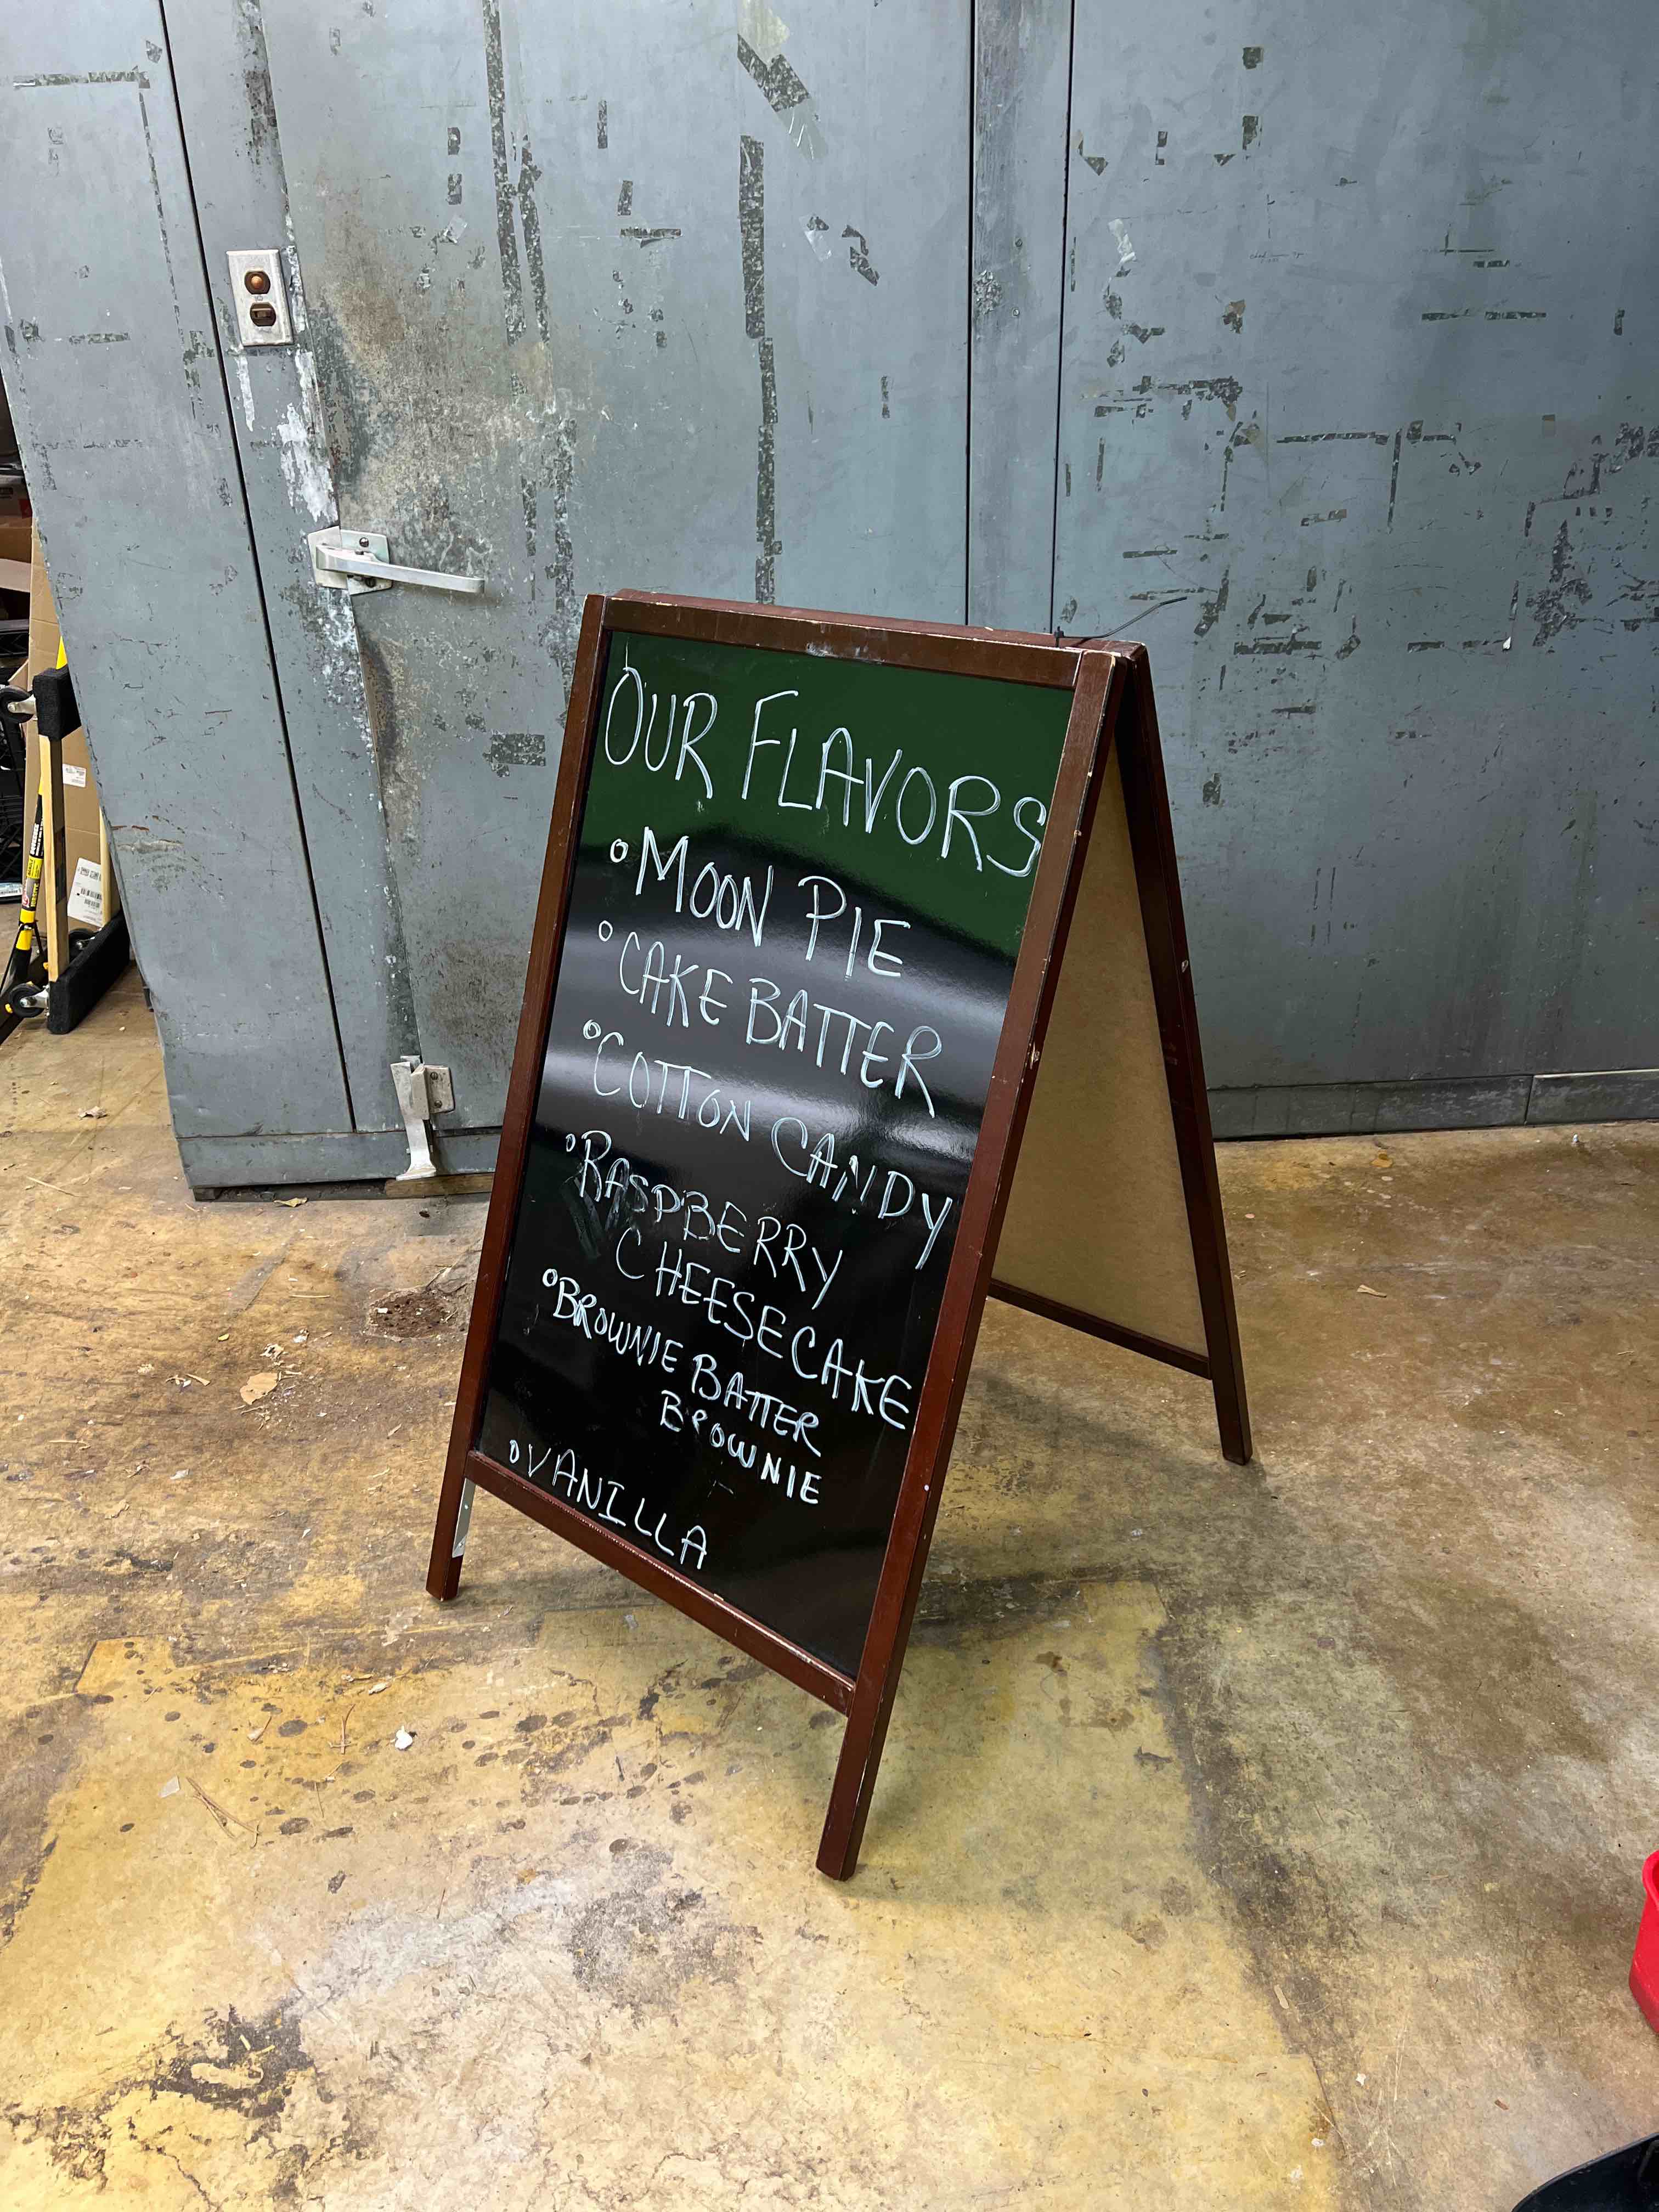 OUR FLAVORS
° MOON PIE
° CAKE BATTER
° COTTON CANDY
° RASPBERRY
CHEESECAKE
° BROWNIE BATTER
BROWNIE
° VANILLA